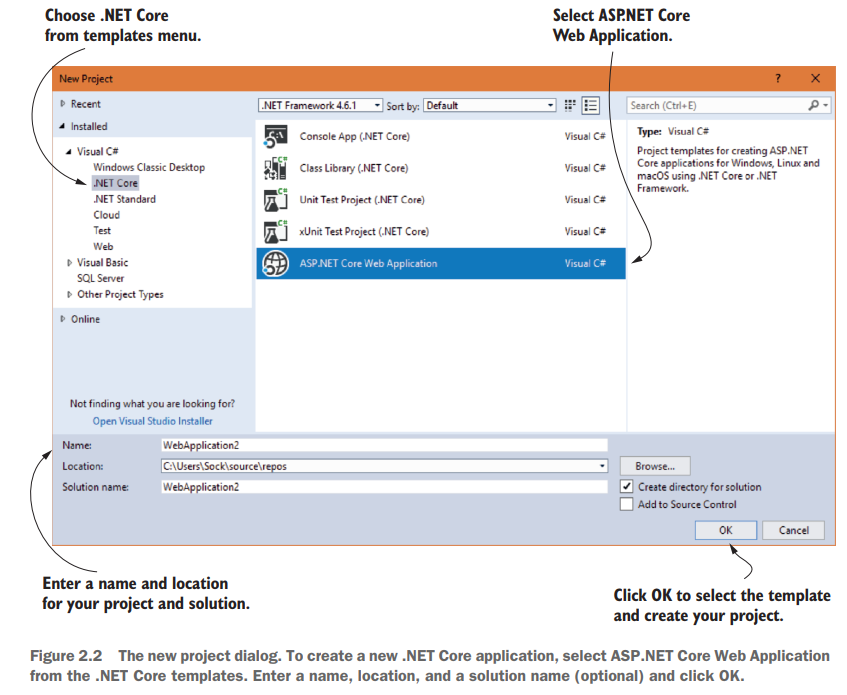 Choose .NET Core
from templates menu.
Select ASP.NET Core
Web Application.
New Project
? X
Recent
Installed
Visual C#
Windows Classic Desktop
.NET Core
.NET Standard
Cloud
Test
Web
Visual Basic
SQL Server
Other Project Types
Online
Not finding what you are looking for?
Open Visual Studio Installer
.NET Framework 4.6.1 Sort by: Default
Console App (.NET Core) Visual C#
Class Library (.NET Core) Visual C#
Unit Test Project (.NET Core) Visual C#
xUnit Test Project (.NET Core) Visual C#
ASP.NET Core Web Application Visual C#
Search (Ctrl+E)
Type: Visual C#
Project templates for creating ASP.NET
Core applications for Windows, Linux and
macOS using .NET Core or .NET
Framework.
Name: WebApplication2
Location: C:\Users\Sock\source\repos Browse...
Solution name: WebApplication2 Create directory for solution
Add to Source Control
OK Cancel
Enter a name and location
for your project and solution.
Click OK to select the template
and create your project.
Figure 2.2 The new project dialog. To create a new .NET Core application, select ASP.NET Core Web Application
from the .NET Core templates. Enter a name, location, and a solution name (optional) and click OK.